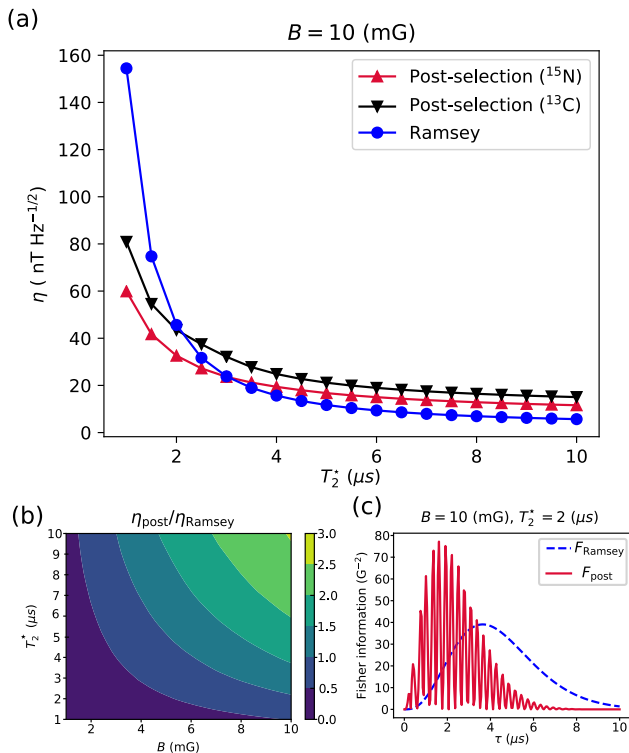 (a)
B = 10 (mG)
160
140
120
100
80
60
40
20
0
η ( nT Hz⁻¹ᐟ²)
Post-selection (¹⁵N)
Post-selection (¹³C)
Ramsey
2 4 6 8 10
T₂* (μs)
(b)
η_post/η_Ramsey
10
9
8
7
6
5
4
3
2
1
T₂* (μs)
2 4 6 8 10
B (mG)
3.0
2.5
2.0
1.5
1.0
0.5
0.0
(c)
B = 10 (mG), T₂* = 2 (μs)
80
70
60
50
40
30
20
10
0
Fisher information (G⁻²)
F_Ramsey
F_post
0 2 4 6 8 10
τ (μs)